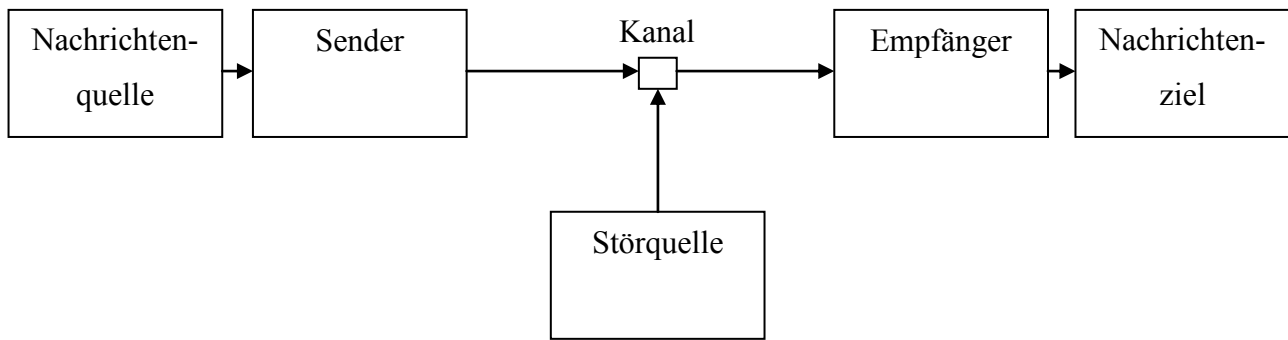 Nachrichten-
quelle
Sender
Kanal
Empfänger
Nachrichten-
ziel
Störquelle